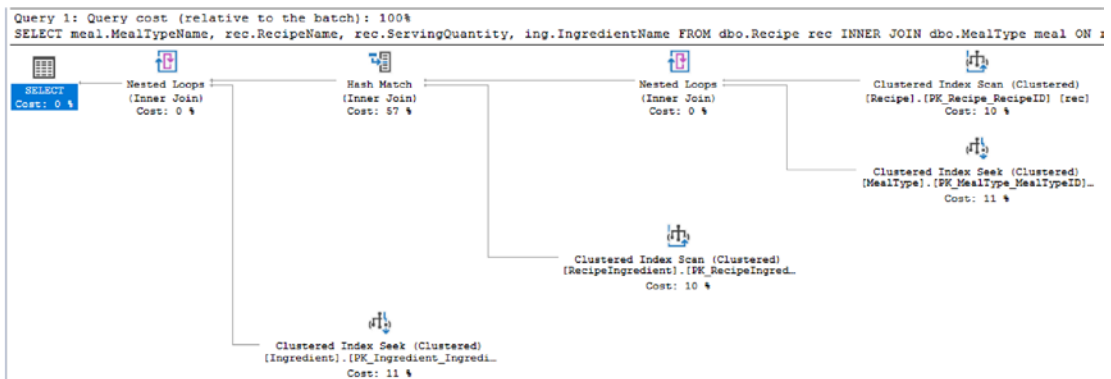 Query 1: Query cost (relative to the batch): 100%
SELECT meal.MealTypeName, rec.RecipeName, rec.ServingQuantity, ing.IngredientName FROM dbo.Recipe rec INNER JOIN dbo.MealType meal ON
SELECT
Cost: 0 %
Nested Loops
(Inner Join)
Cost: 0 %
Hash Match
(Inner Join)
Cost: 57 %
Nested Loops
(Inner Join)
Cost: 0 %
Clustered Index Scan (Clustered)
[Recipe].[PK_Recipe_RecipeID] [rec]
Cost: 10 %
Clustered Index Seek (Clustered)
[MealType].[PK_MealType_MealTypeID]…
Cost: 11 %
Clustered Index Scan (Clustered)
[RecipeIngredient].[PK_RecipeIngred…
Cost: 10 %
Clustered Index Seek (Clustered)
[Ingredient].[PK_Ingredient_Ingredi…
Cost: 11 %